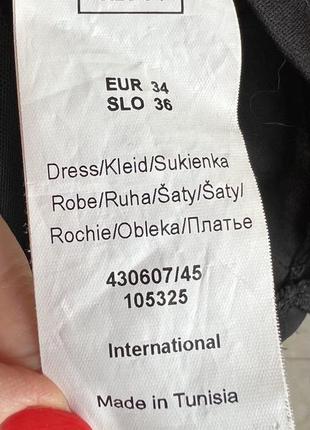 EUR 34
SLO 36
Dress/Kleid/Sukienka
Robe/Ruha/Šaty/Šaty/
Rochie/Obleka/Платье
430607/45
105325
International
Made in Tunisia